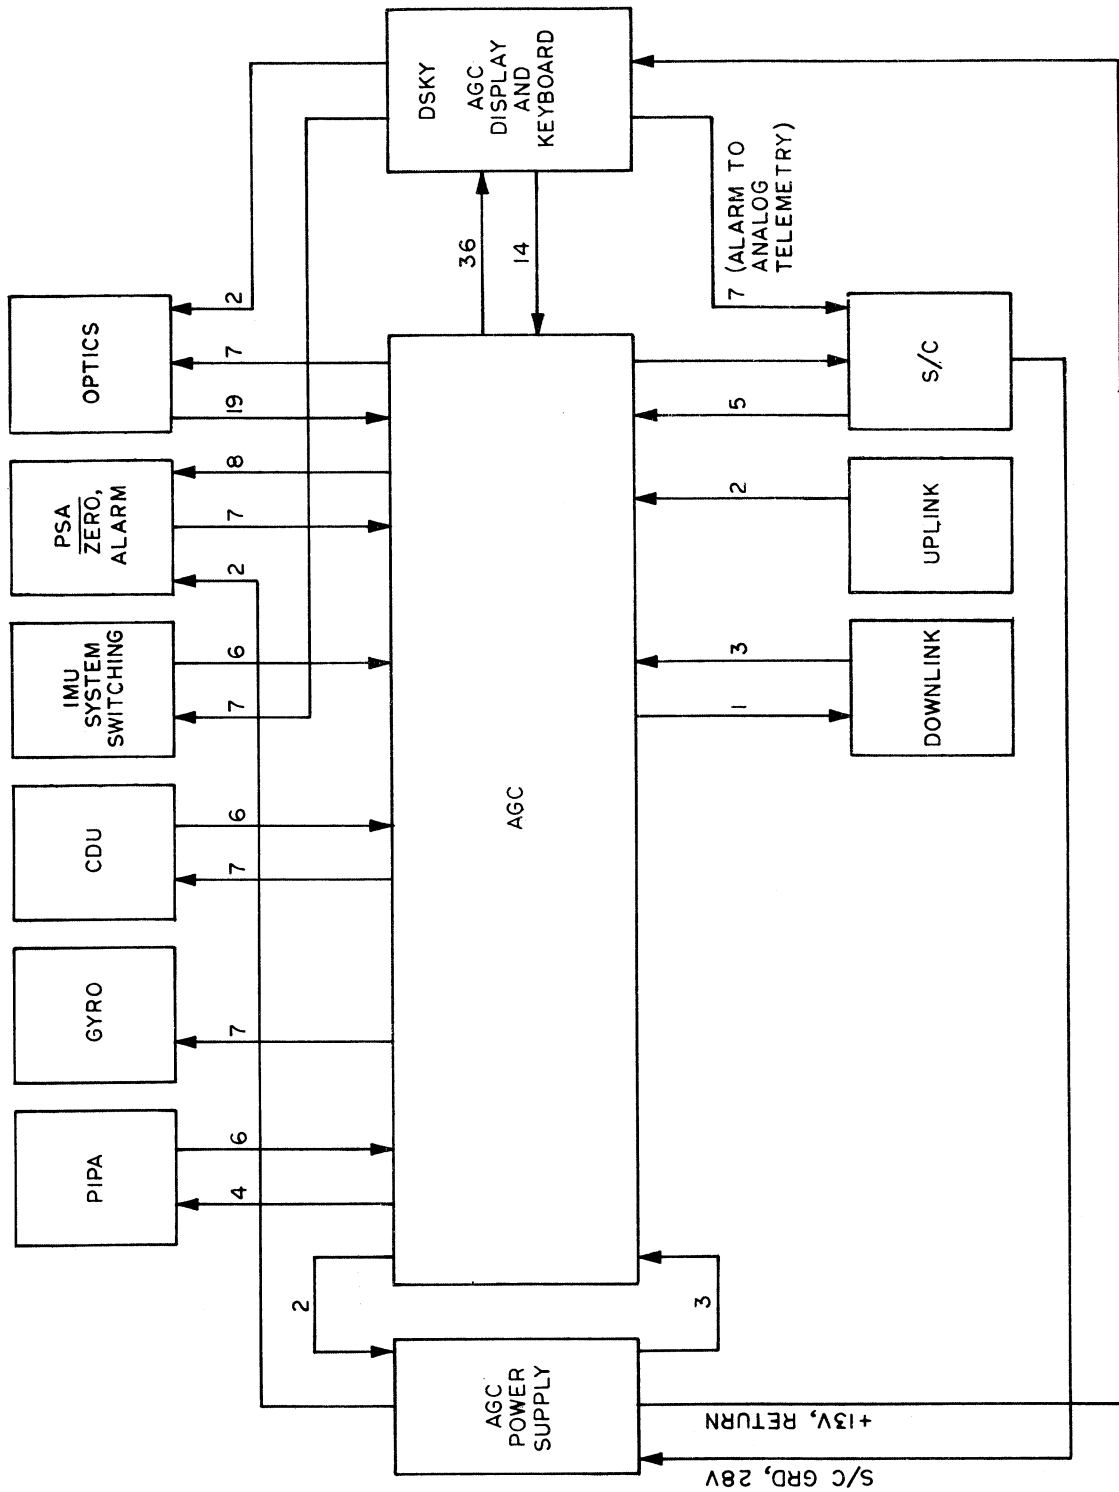 PIPA
GYRO
CDU
IMU
SYSTEM
SWITCHING
PSA
ZERO,
ALARM
OPTICS
4
6
7
7
6
7
6
2
7
8
19
7
2
2
AGC
POWER
SUPPLY
AGC
36
14
DSKY
AGC
DISPLAY
AND
KEYBOARD
3
1
3
2
5
7 (ALARM TO
ANALOG
TELEMETRY)
S/C GRD, 28V
+13V, RETURN
DOWNLINK
UPLINK
S/C